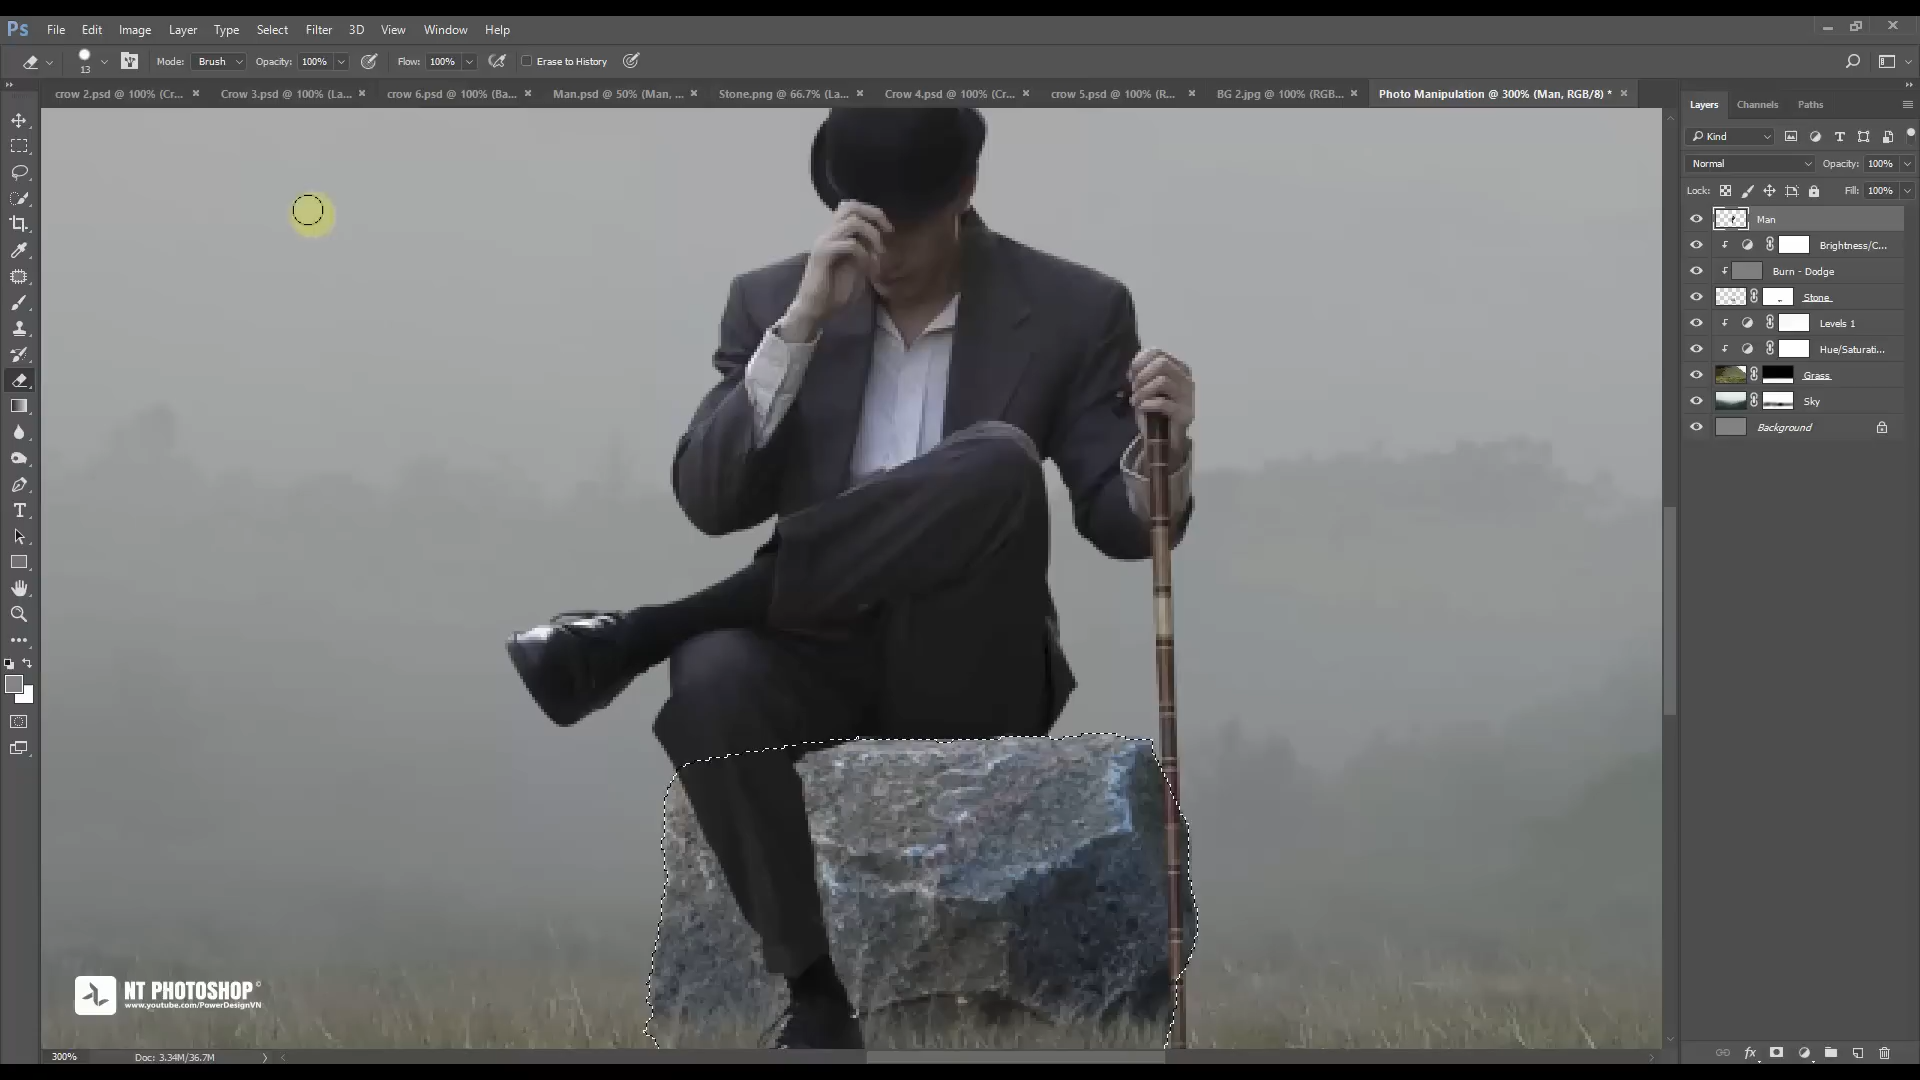 Ps File Edit Image Layer Type Select Filter 3D View Window Help
13 Mode: Brush Opacity: 100% Flow: 100% Erase to History
crow 2.psd @ 100% (Cr... × Crow 3.psd @ 100% (La... × crow 6.psd @ 100% (Ba... × Man.psd @ 50% (Man, ... × Stone.png @ 66.7% (La... × Crow 4.psd @ 100% (Cr... × crow 5.psd @ 100% (R... × BG 2.jpg @ 100% (RGB... × Photo Manipulation @ 300% (Man, RGB/8) * ×
Layers Channels Paths
Kind
Normal Opacity: 100%
Lock: Fill: 100%
Man
Brightness/C...
Burn - Dodge
Stone
Levels 1
Hue/Saturati...
Grass
Sky
Background
NT PHOTOSHOP ©
www.youtube.com/PowerDesignVN
300% Doc: 3.34M/36.7M